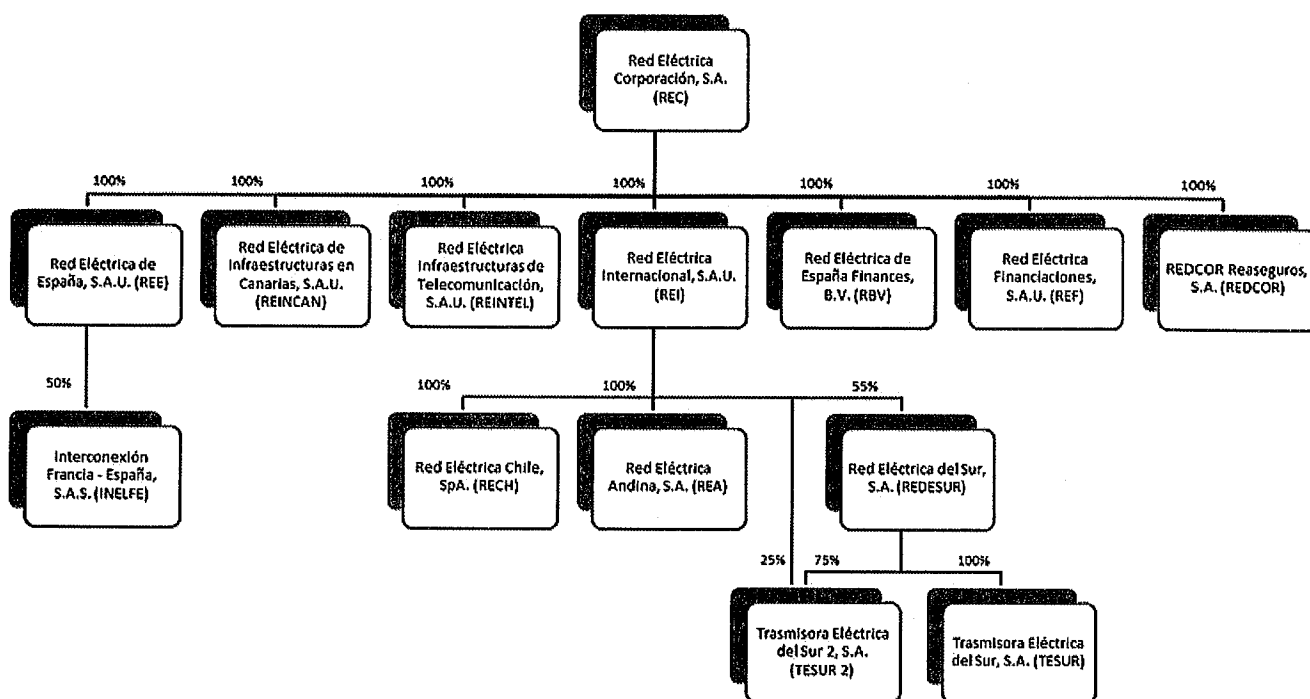 Red Eléctrica
Corporación, S.A.
(REC)
100%
100%
100%
100%
100%
100%
100%
Red Eléctrica de
España, S.A.U. (REE)
Red Eléctrica de
Infraestructuras en
Canarias, S.A.U.
(REINCAN)
Red Eléctrica
Infraestructuras de
Telecomunicación,
S.A.U. (REINTEL)
Red Eléctrica
Internacional, S.A.U.
(REI)
Red Eléctrica de
España Finances,
B.V. (RBV)
Red Eléctrica
Financiaciones,
S.A.U. (REF)
REDCOR Reaseguros,
S.A. (REDCOR)
50%
100%
100%
55%
Interconexión
Francia - España,
S.A.S. (INELFE)
Red Eléctrica Chile,
SpA. (RECH)
Red Eléctrica
Andina, S.A. (REA)
Red Eléctrica del Sur,
S.A. (REDESUR)
25%
75%
100%
Trasmisora Eléctrica
del Sur 2, S.A.
(TESUR 2)
Trasmisora Eléctrica
del Sur, S.A. (TESUR)